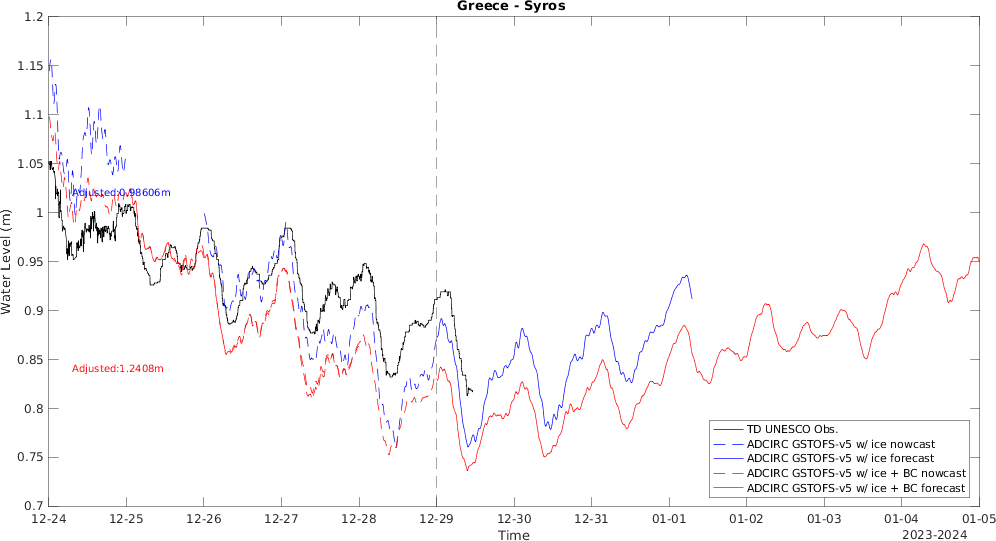 Greece - Syros
1.2
1.15
1.1
1.05
1
0.95
0.9
0.85
0.8
0.75
0.7
Water Level (m)
Adjusted:0.98606m
Adjusted:1.2408m
TD UNESCO Obs.
ADCIRC GSTOFS-v5 w/ ice nowcast
ADCIRC GSTOFS-v5 w/ ice forecast
ADCIRC GSTOFS-v5 w/ ice + BC nowcast
ADCIRC GSTOFS-v5 w/ ice + BC forecast
12-24 12-25 12-26 12-27 12-28 12-29 12-30 12-31 01-01 01-02 01-03 01-04 01-05
Time
2023-2024